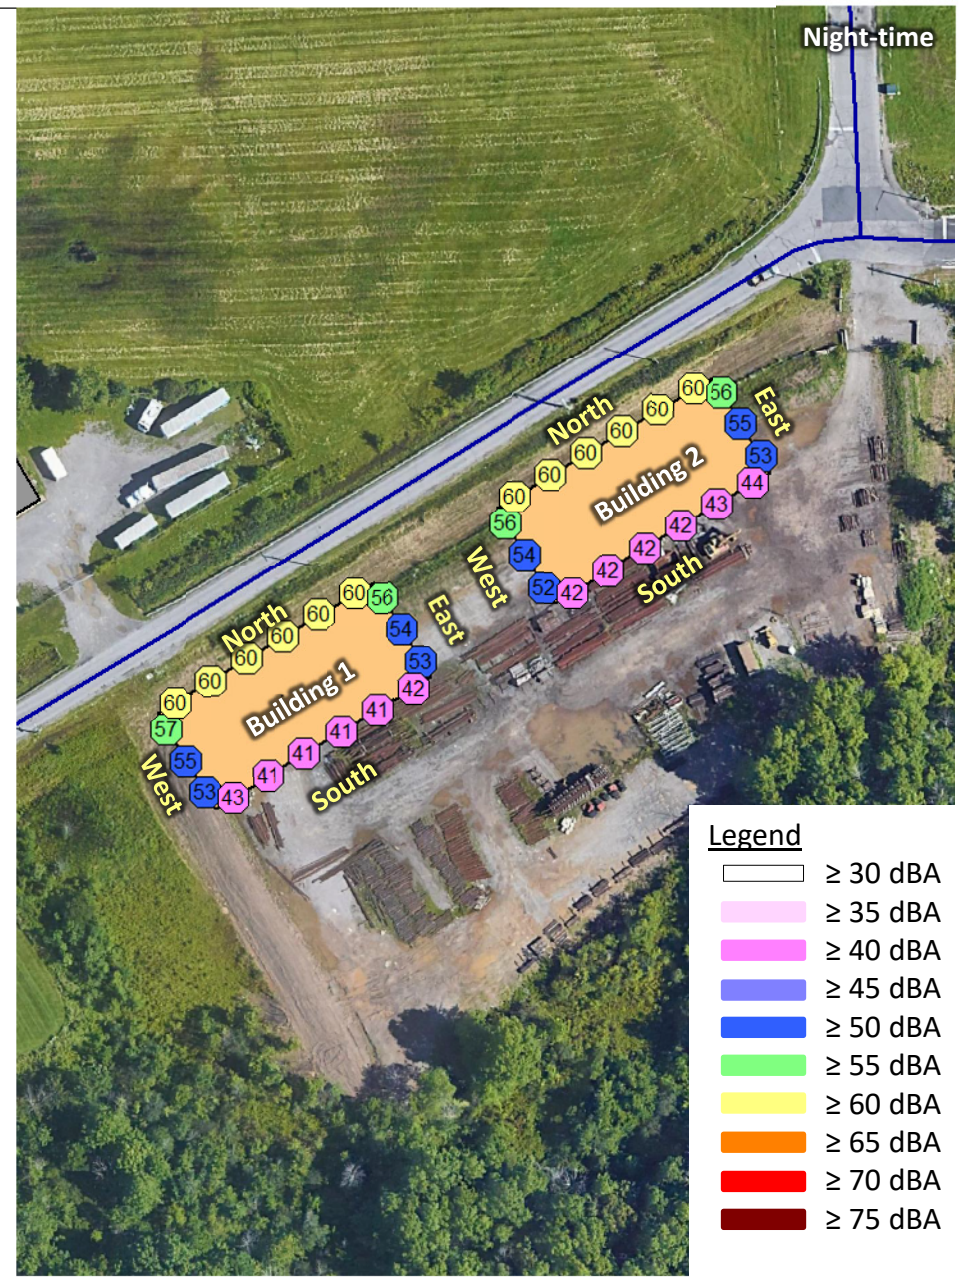 Night-time
North
60
60
60
60
60
60
56
East
55
53
44
43
42
42
42
42
52
54
56
West
Building 2
South
North
60
60
60
60
60
60
56
East
54
53
42
41
41
41
41
43
53
55
57
West
Building 1
South
Legend
≥ 30 dBA
≥ 35 dBA
≥ 40 dBA
≥ 45 dBA
≥ 50 dBA
≥ 55 dBA
≥ 60 dBA
≥ 65 dBA
≥ 70 dBA
≥ 75 dBA